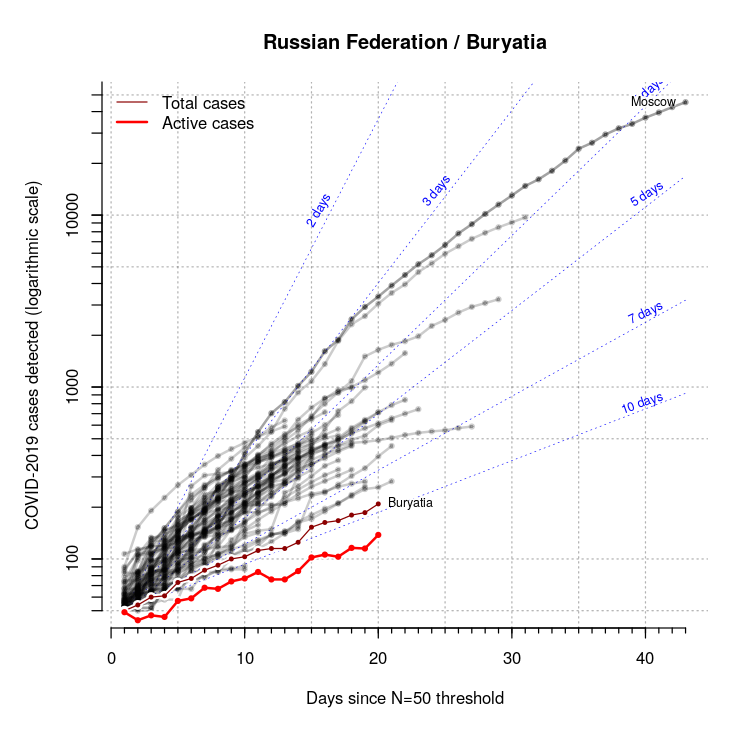 Russian Federation / Buryatia
Total cases
Active cases
2 days
3 days
days
Moscow
5 days
7 days
10 days
Buryatia
COVID-2019 cases detected (logarithmic scale)
100
1000
10000
0
10
20
30
40
Days since N=50 threshold